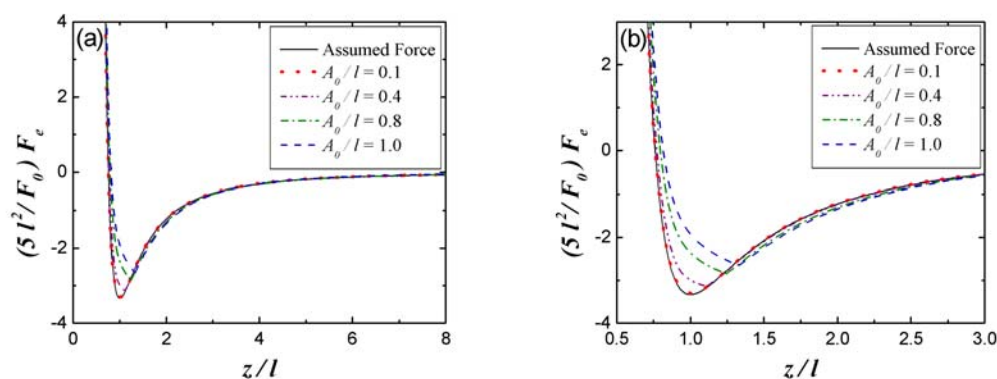 (a)
4
2
0
-2
-4
(5 l²/F₀) Fₑ
Assumed Force
A₀/l = 0.1
A₀/l = 0.4
A₀/l = 0.8
A₀/l = 1.0
0 2 4 6 8
z/l
(b)
2
0
-2
-4
(5 l²/F₀) Fₑ
Assumed Force
A₀/l = 0.1
A₀/l = 0.4
A₀/l = 0.8
A₀/l = 1.0
0.5 1.0 1.5 2.0 2.5 3.0
z/l